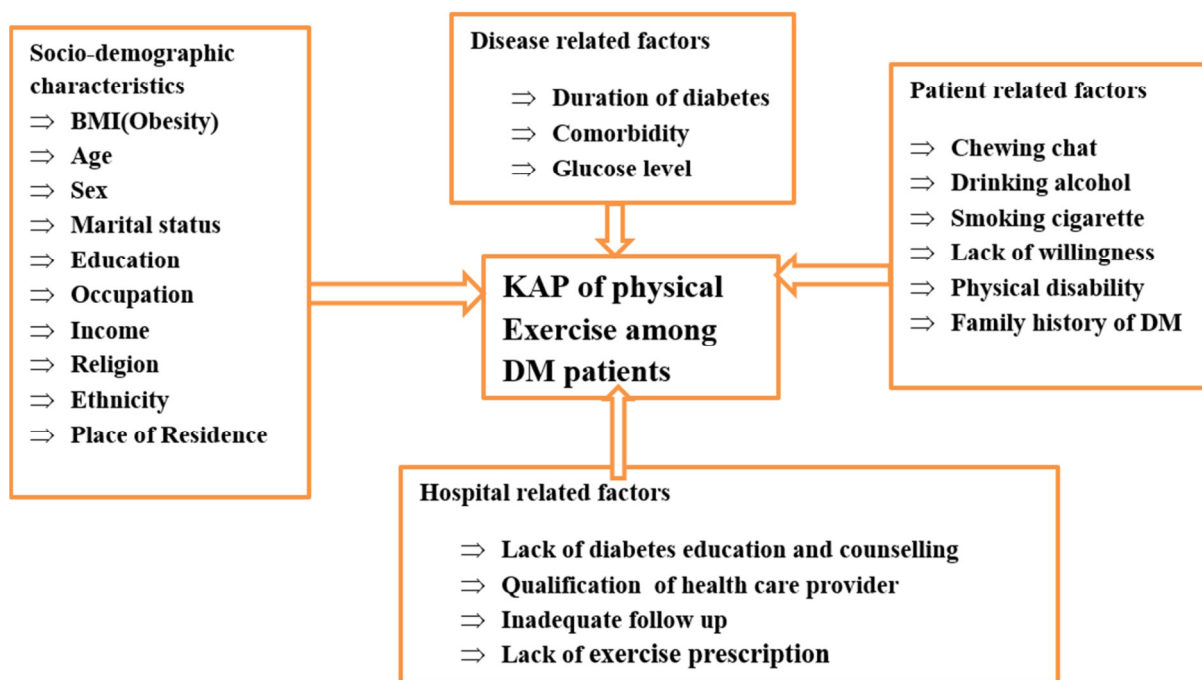 Socio-demographic
characteristics
⇒ BMI(Obesity)
⇒ Age
⇒ Sex
⇒ Marital status
⇒ Education
⇒ Occupation
⇒ Income
⇒ Religion
⇒ Ethnicity
⇒ Place of Residence
Disease related factors
⇒ Duration of diabetes
⇒ Comorbidity
⇒ Glucose level
Patient related factors
⇒ Chewing chat
⇒ Drinking alcohol
⇒ Smoking cigarette
⇒ Lack of willingness
⇒ Physical disability
⇒ Family history of DM
KAP of physical
Exercise among
DM patients
Hospital related factors
⇒ Lack of diabetes education and counselling
⇒ Qualification of health care provider
⇒ Inadequate follow up
⇒ Lack of exercise prescription